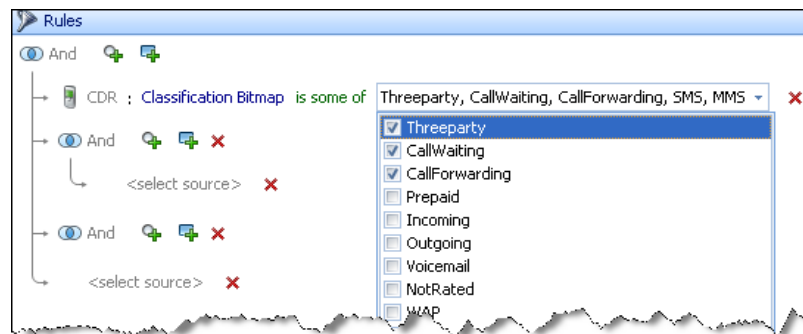 Rules
And
CDR : Classification Bitmap is some of Threeparty, CallWaiting, CallForwarding, SMS, MMS
Threeparty
And
CallWaiting
CallForwarding
<select source>
Prepaid
Incoming
And
Outgoing
Voicemail
<select source>
NotRated
WAP